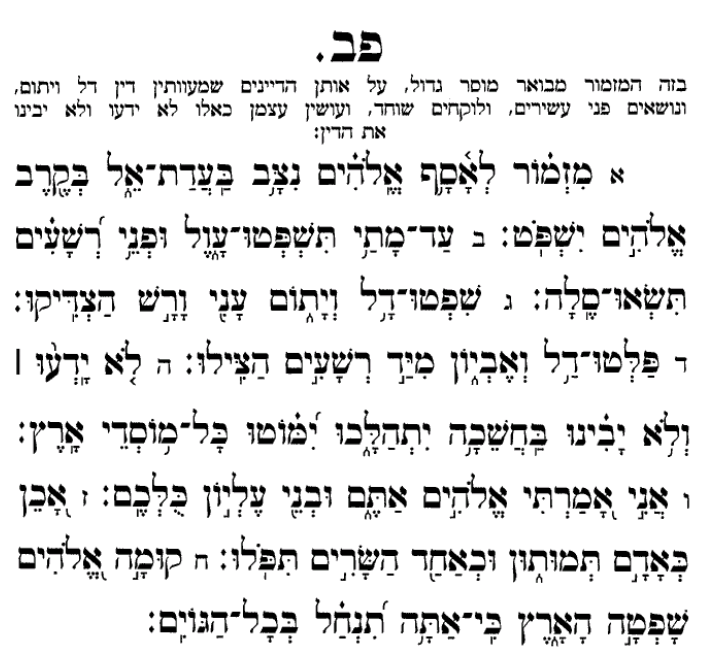 פב.
בזה המזמור מבואר מוסר גדול, על אותן הדיינים שמעוותין דין דל ויתום,
ונושאים פני עשירים, ולוקחים שוחד, ועושין עצמן כאלו לא ידעו ולא יבינו
את הדין:
א מִזְמ֗וֹר לְאָ֫סָ֥ף אֱֽלֹהִ֗ים נִצָּ֥ב בַּעֲדַת־אֵ֑ל בְּקֶ֖רֶב
אֱלֹהִ֣ים יִשְׁפֹּֽט׃ ב עַד־מָתַ֥י תִּשְׁפְּטוּ־עָ֑וֶל וּפְנֵ֥י רְ֝שָׁעִ֗ים
תִּשְׂאוּ־סֶֽלָה׃ ג שִׁפְטוּ־דַ֥ל וְיָת֑וֹם עָנִ֖י וָרָ֣שׁ הַצְדִּֽיקוּ׃
ד פַּלְּטוּ־דַ֥ל וְאֶבְי֑וֹן מִיַּ֖ד רְשָׁעִ֣ים הַצִּֽילוּ׃ ה לֹ֤א יָֽדְע֨וּ ׀
וְלֹ֥א יָבִ֗ינוּ בַּחֲשֵׁכָ֥ה יִתְהַלָּ֑כוּ יִ֝מּ֗וֹטוּ כָּל־מ֥וֹסְדֵי אָֽרֶץ׃
ו אֲֽנִי אָ֭מַרְתִּי אֱלֹהִ֣ים אַתֶּ֑ם וּבְנֵ֖י עֶלְי֣וֹן כֻּלְּכֶֽם׃ ז אָ֭כֵן
כְּאָדָ֣ם תְּמוּת֑וּן וּכְאַחַ֖ד הַשָּׂרִ֣ים תִּפֹּֽלוּ׃ ח קוּמָ֣ה אֱ֭לֹהִים
שָׁפְטָ֣ה הָאָ֑רֶץ כִּֽי־אַתָּ֥ה תִ֝נְחַ֗ל בְּכָל־הַגּוֹיִֽם׃